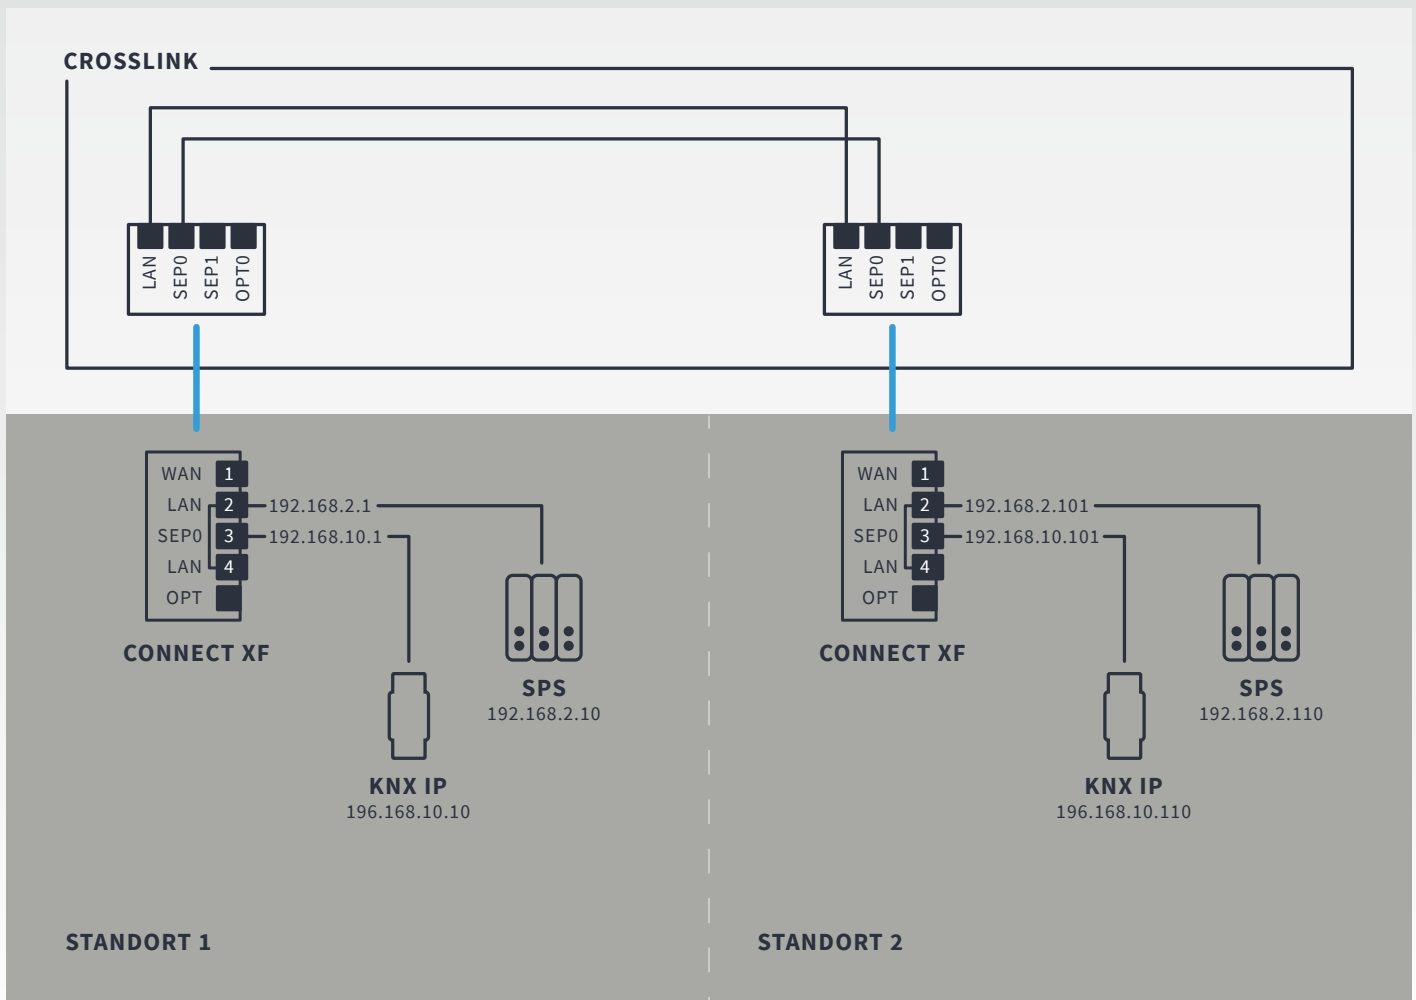 CROSSLINK
LAN
SEP0
SEP1
OPT0
LAN
SEP0
SEP1
OPT0
WAN 1
LAN 2 192.168.2.1
SEP0 3 192.168.10.1
LAN 4
OPT
CONNECT XF
SPS
192.168.2.10
KNX IP
196.168.10.10
STANDORT 1
WAN 1
LAN 2 192.168.2.101
SEP0 3 192.168.10.101
LAN 4
OPT
CONNECT XF
SPS
192.168.2.110
KNX IP
196.168.10.110
STANDORT 2